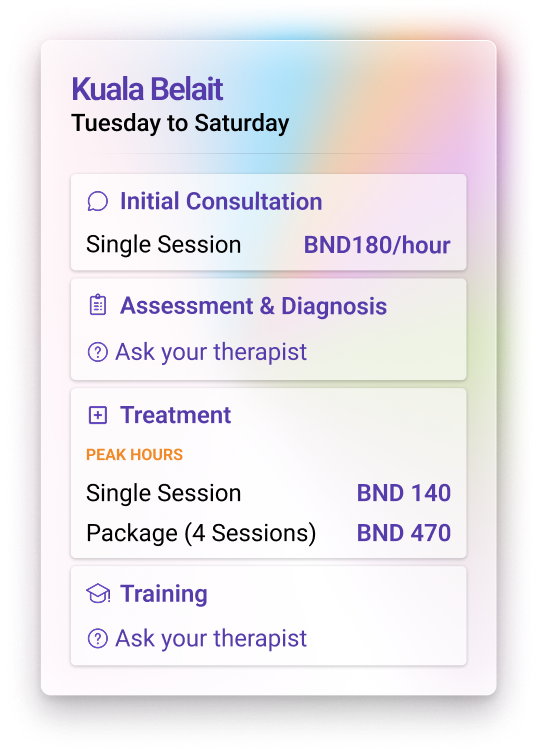 Kuala Belait
Tuesday to Saturday
Initial Consultation
Single Session BND180/hour
Assessment & Diagnosis
Ask your therapist
Treatment
PEAK HOURS
Single Session BND 140
Package (4 Sessions) BND 470
Training
Ask your therapist